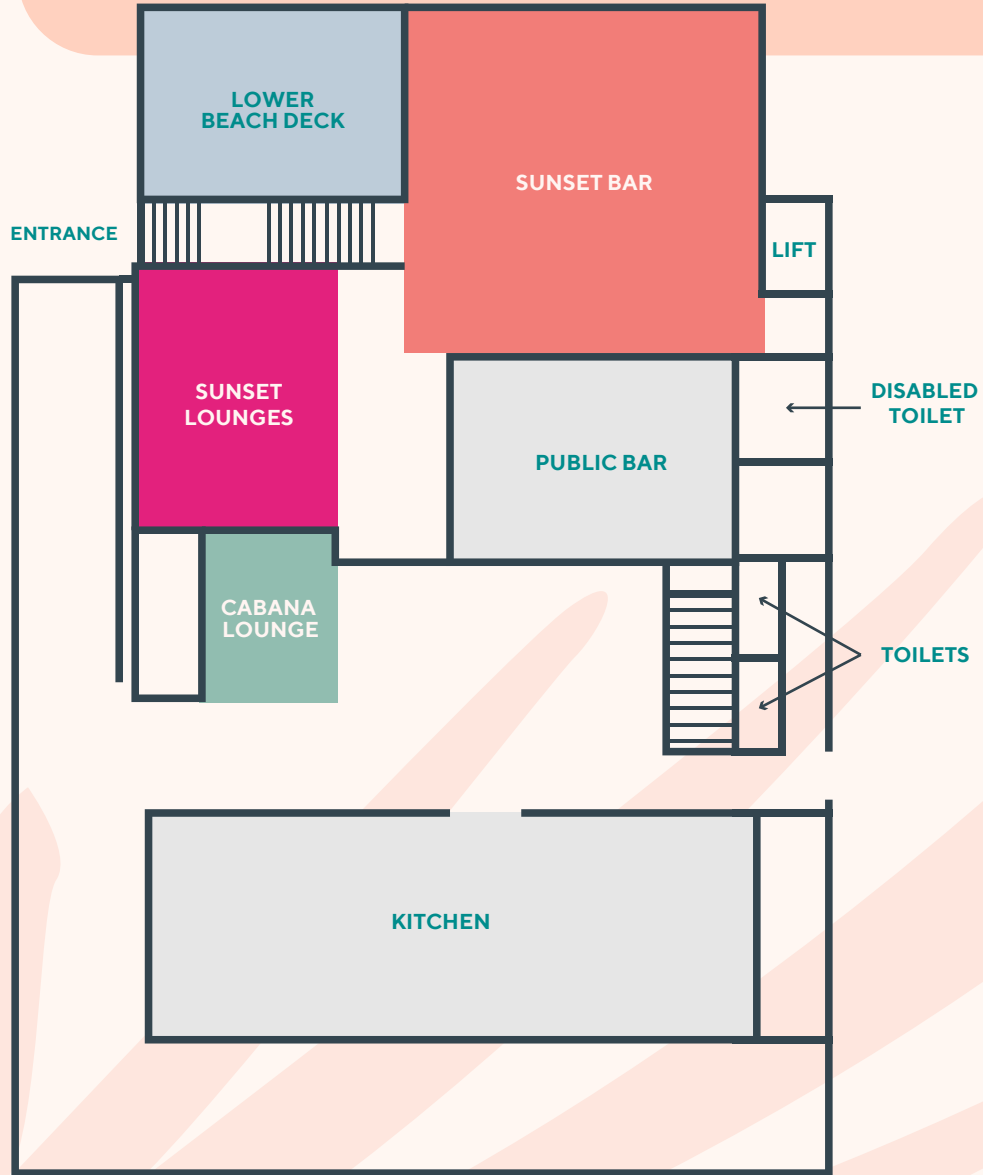 LOWER
BEACH DECK
SUNSET BAR
ENTRANCE
LIFT
SUNSET
LOUNGES
DISABLED
TOILET
PUBLIC BAR
CABANA
LOUNGE
TOILETS
KITCHEN